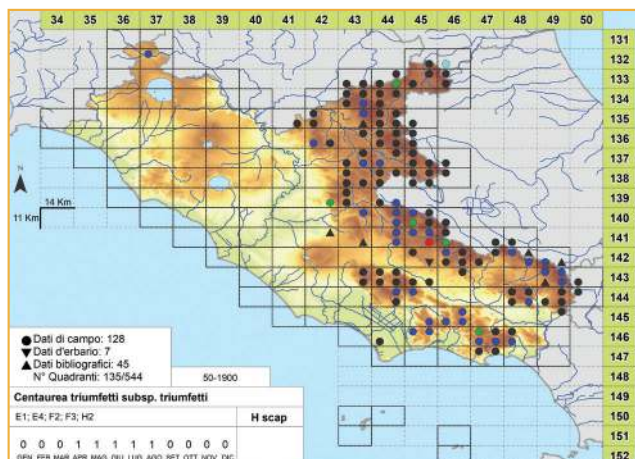 34 35 36 37 38 39 40 41 42 43 44 45 46 47 48 49 50
131
132
133
134
135
136
137
138
139
140
141
142
143
144
145
146
147
148
149
150
151
152
N
14 Km
11 Km
Dati di campo: 128
Dati d'erbario: 7
Dati bibliografici: 45
N° Quadranti: 135/544
50-1900
Centaurea triumfetti subsp. triumfetti
E1; E4; F2; F3; H2
H scap
0 0 0 1 1 1 1 1 0 0 0 0
GEN FEB MAR APR MAG GIU LUG AGO SET OTT NOV DIC